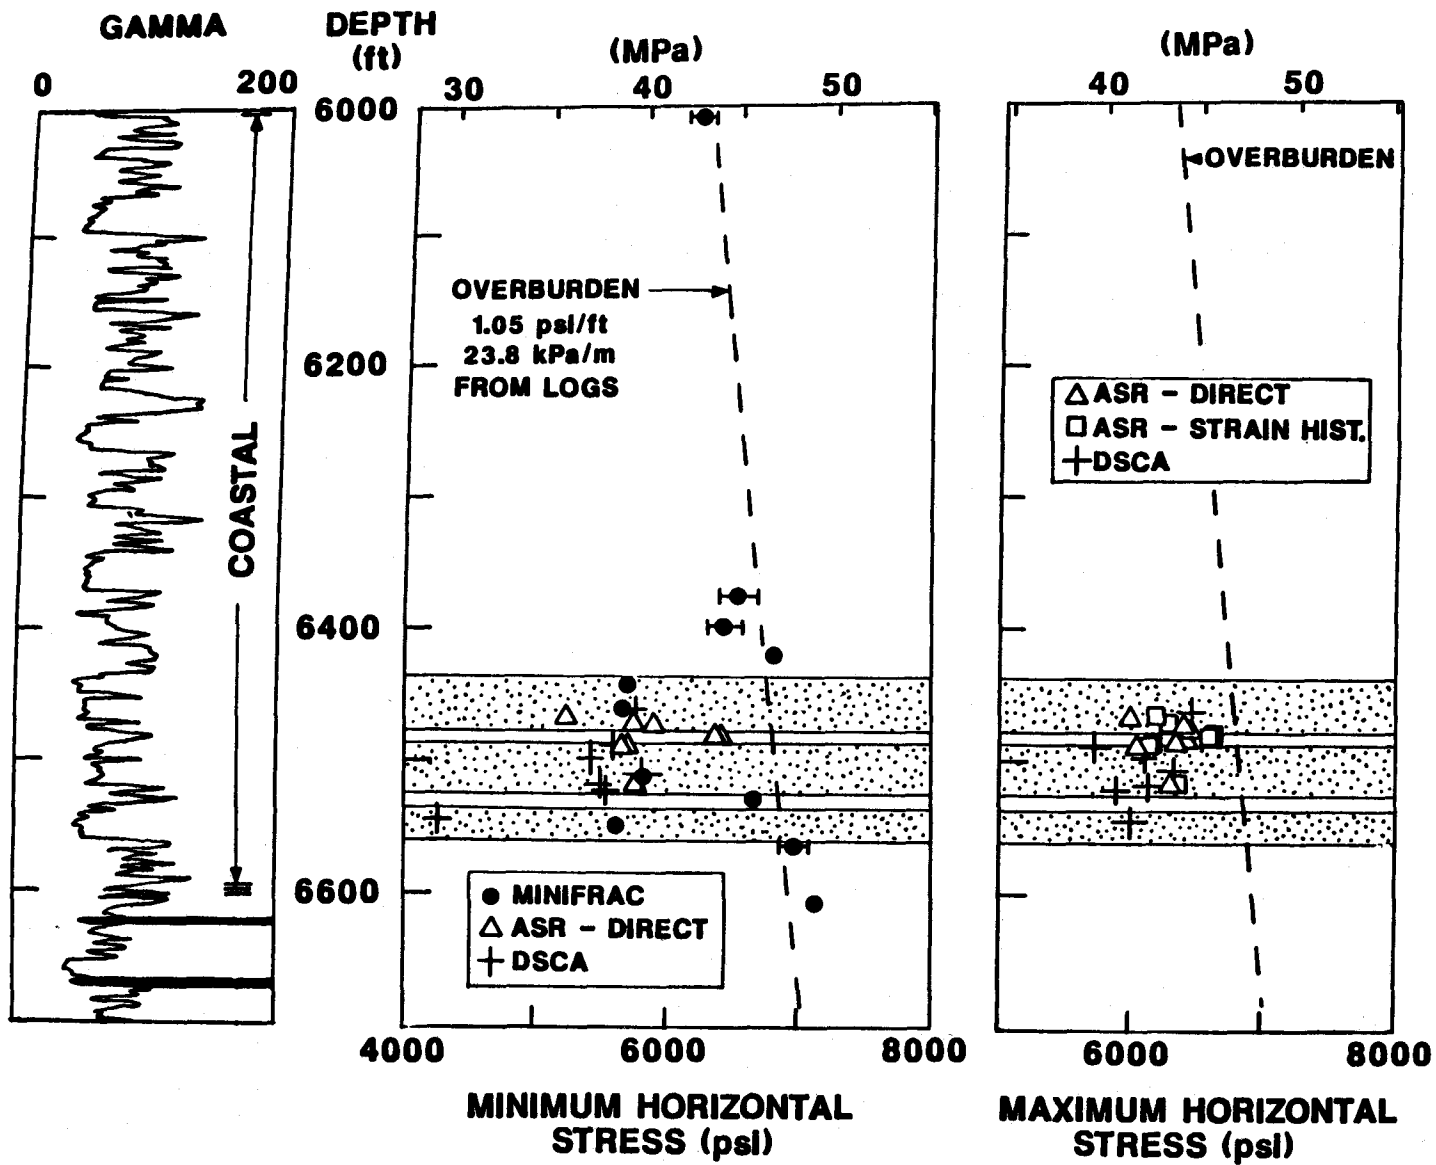 GAMMA
0 200
COASTAL
DEPTH
(ft)
6000
6200
6400
6600
(MPa)
30 40 50
OVERBURDEN
1.05 psi/ft
23.8 kPa/m
FROM LOGS
MINIFRAC
ASR - DIRECT
DSCA
4000 6000 8000
MINIMUM HORIZONTAL
STRESS (psi)
(MPa)
40 50
OVERBURDEN
ASR - DIRECT
ASR - STRAIN HIST.
DSCA
6000 8000
MAXIMUM HORIZONTAL
STRESS (psi)